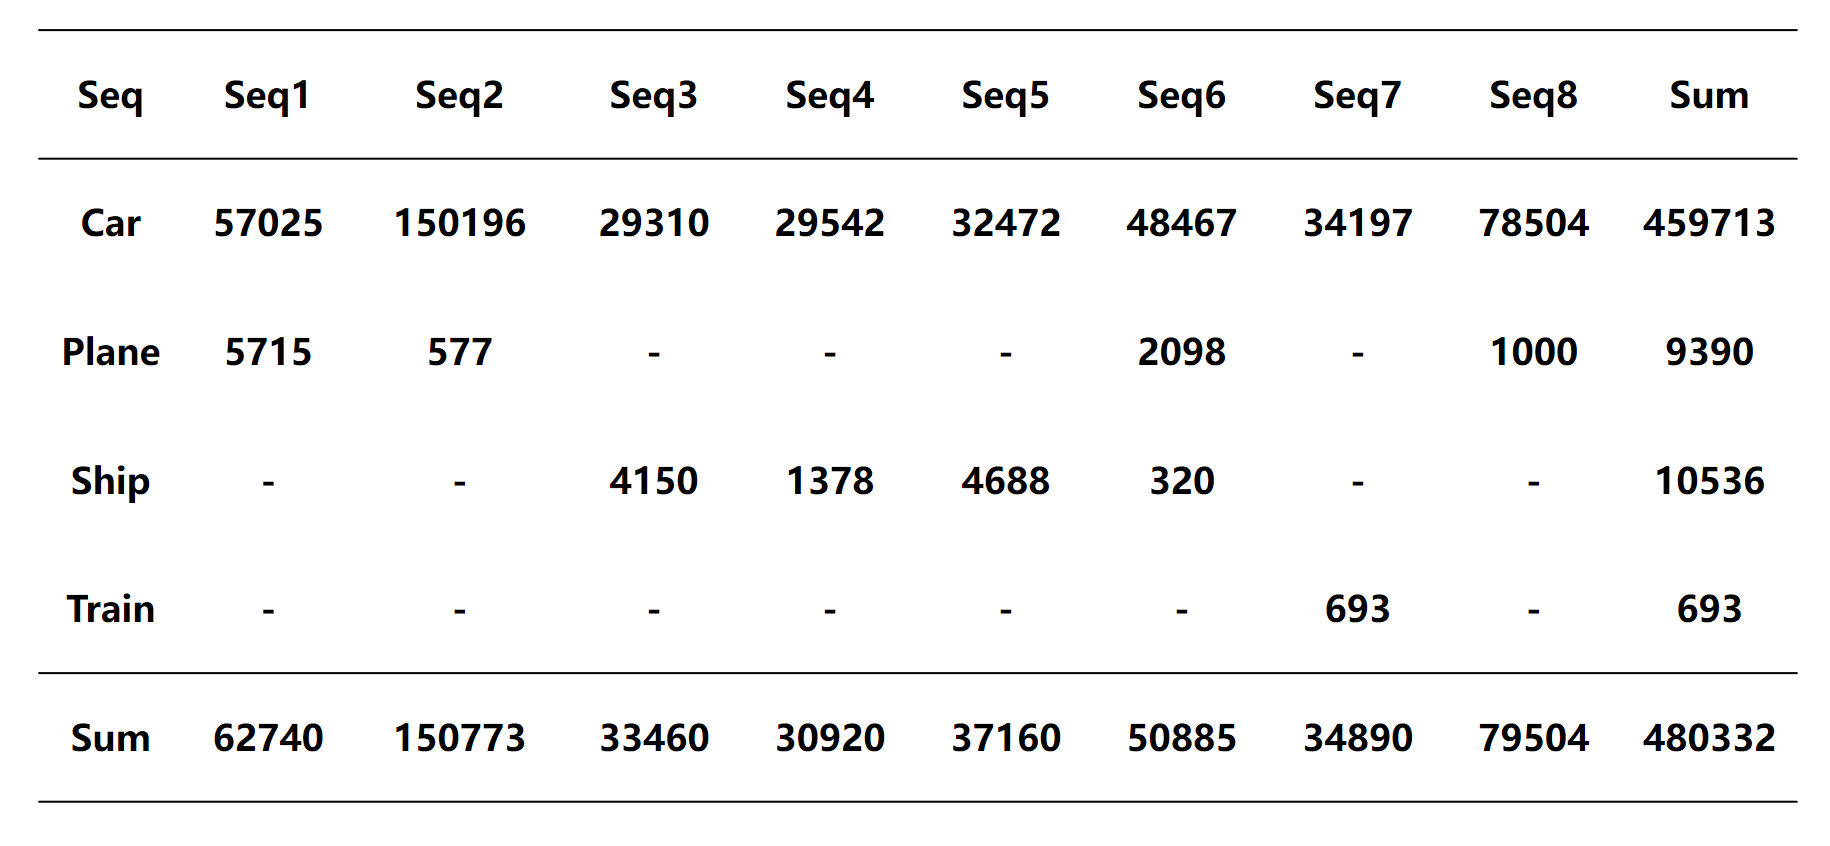 Seq Seq1 Seq2 Seq3 Seq4 Seq5 Seq6 Seq7 Seq8 Sum
Car 57025 150196 29310 29542 32472 48467 34197 78504 459713
Plane 5715 577 - - - 2098 - 1000 9390
Ship - - 4150 1378 4688 320 - - 10536
Train - - - - - - 693 - 693
Sum 62740 150773 33460 30920 37160 50885 34890 79504 480332